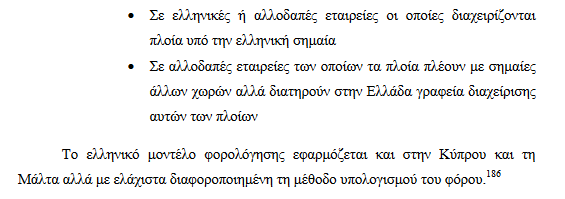 • Σε ελληνικές ή αλλοδαπές εταιρείες οι οποίες διαχειρίζονται
πλοία υπό την ελληνική σημαία
• Σε αλλοδαπές εταιρείες των οποίων τα πλοία πλέουν με σημαίες
άλλων χωρών αλλά διατηρούν στην Ελλάδα γραφεία διαχείρισης
αυτών των πλοίων
Το ελληνικό μοντέλο φορολόγησης εφαρμόζεται και στην Κύπρου και τη
Μάλτα αλλά με ελάχιστα διαφοροποιημένη τη μέθοδο υπολογισμού του φόρου.186